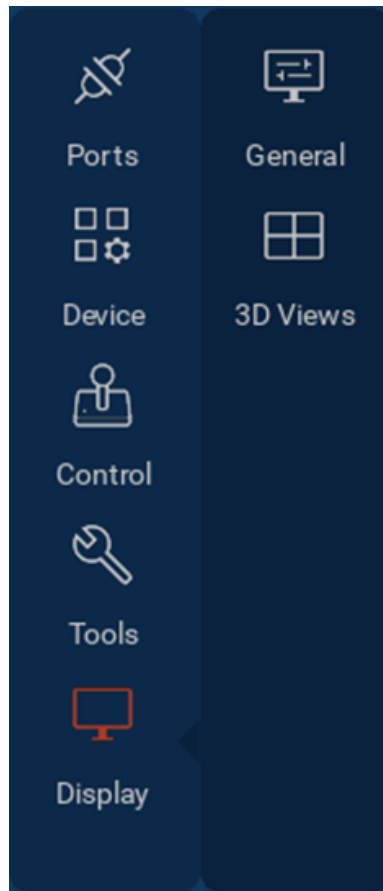 Ports
Device
Control
Tools
Display
General
3D Views